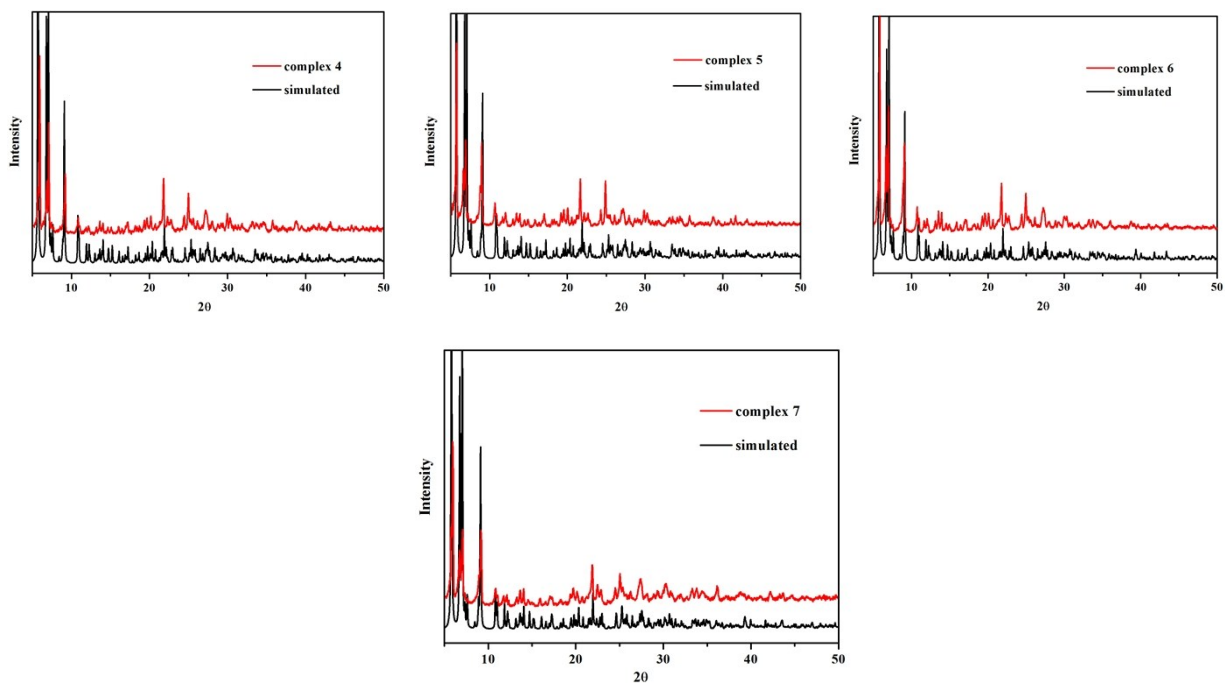 complex 4
simulated
Intensity
10 20 30 40 50
2θ
complex 5
simulated
Intensity
10 20 30 40 50
2θ
complex 6
simulated
Intensity
10 20 30 40 50
2θ
complex 7
simulated
Intensity
10 20 30 40 50
2θ